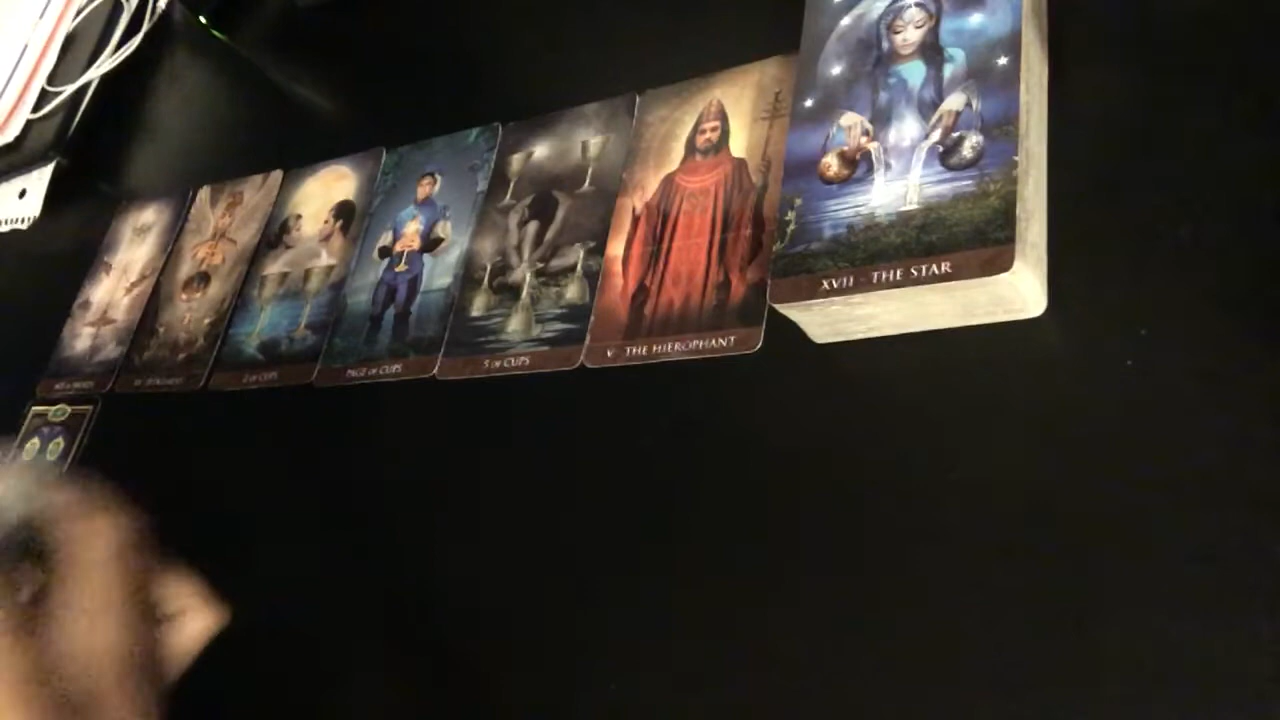 2 OF CUPS
PAGE OF CUPS
5 OF CUPS
V THE HIEROPHANT
XVII - THE STAR